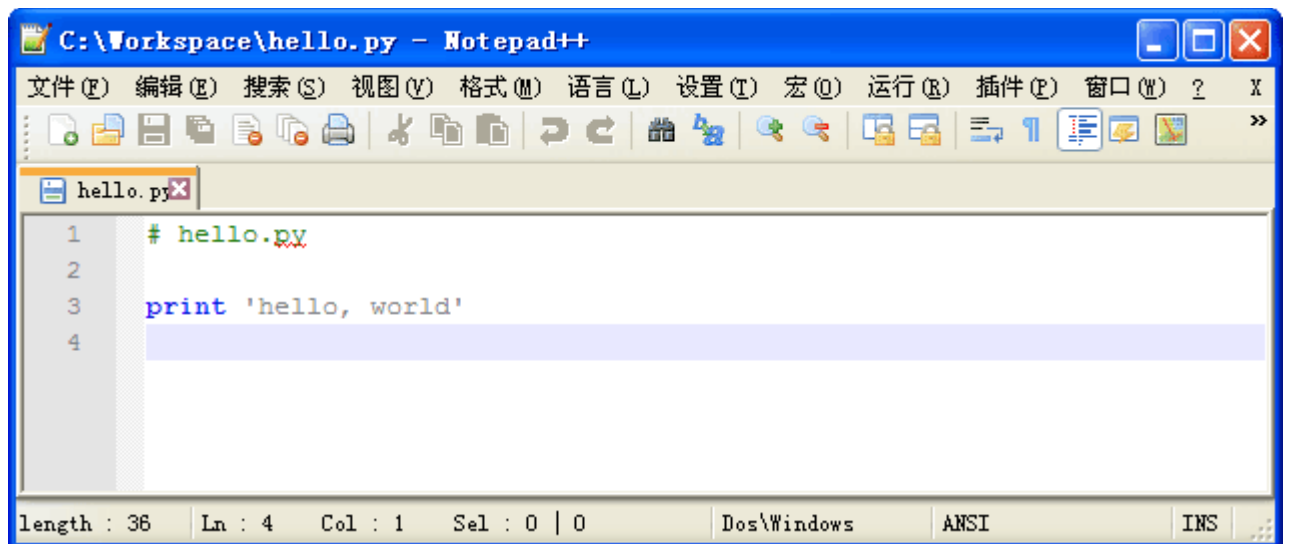 C:\Workspace\hello.py - Notepad++
文件(F) 编辑(E) 搜索(S) 视图(V) 格式(M) 语言(L) 设置(T) 宏(O) 运行(R) 插件(P) 窗口(W) ? X
hello.py
1 # hello.py
2
3 print 'hello, world'
4
length : 36 Ln : 4 Col : 1 Sel : 0 | 0 Dos\Windows ANSI INS